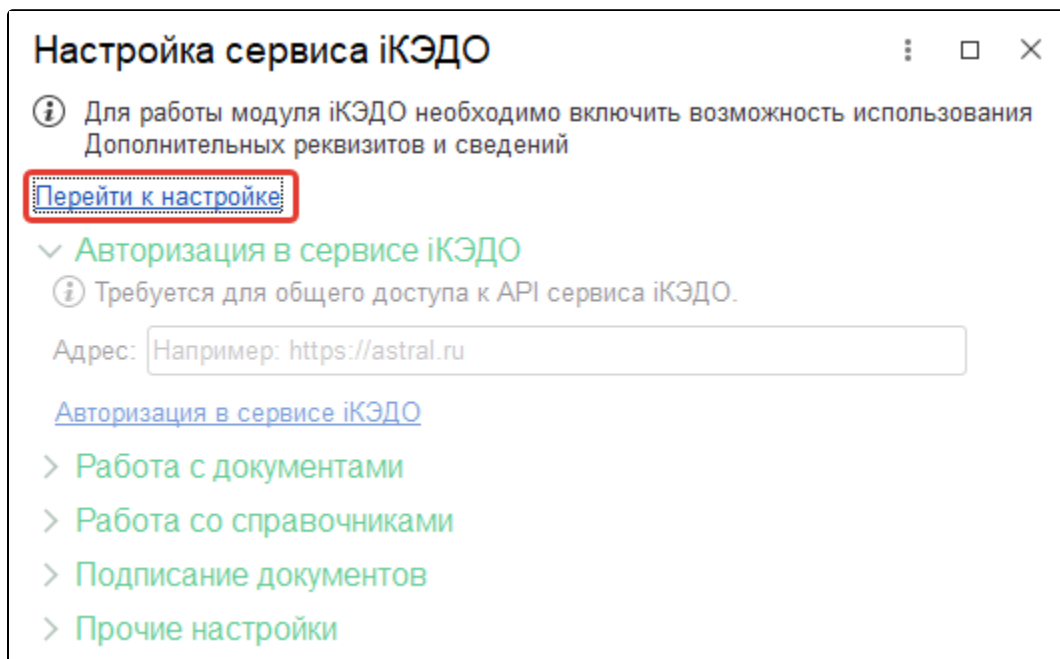 Настройка сервиса iКЭДО
Для работы модуля iКЭДО необходимо включить возможность использования
Дополнительных реквизитов и сведений
Перейти к настройке
Авторизация в сервисе iКЭДО
Требуется для общего доступа к API сервиса iКЭДО.
Адрес: Например: https://astral.ru
Авторизация в сервисе iКЭДО
Работа с документами
Работа со справочниками
Подписание документов
Прочие настройки